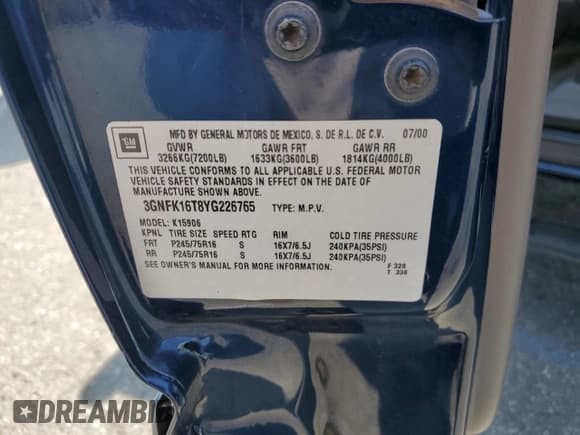 GM
MFD BY GENERAL MOTORS DE MEXICO, S. DE R.L. DE C.V. 07/00
GVWR GAWR FRT GAWR RR
3266KG(7200LB) 1633KG(3600LB) 1814KG(4000LB)
THIS VEHICLE CONFORMS TO ALL APPLICABLE U.S. FEDERAL MOTOR
VEHICLE SAFETY STANDARDS IN EFFECT ON THE DATE OF
MANUFACTURE SHOWN ABOVE.
3GNFK16T8YG226765 TYPE: M.P.V.
MODEL: K15906
KPNL TIRE SIZE SPEED RTG RIM COLD TIRE PRESSURE
FRT P245/75R16 S 16X7/6.5J 240KPA(35PSI)
RR P245/75R16 S 16X7/6.5J 240KPA(35PSI)
SEE OWNER'S MANUAL FOR MORE INFORMATION.
F 328
T 338
DREAMBID